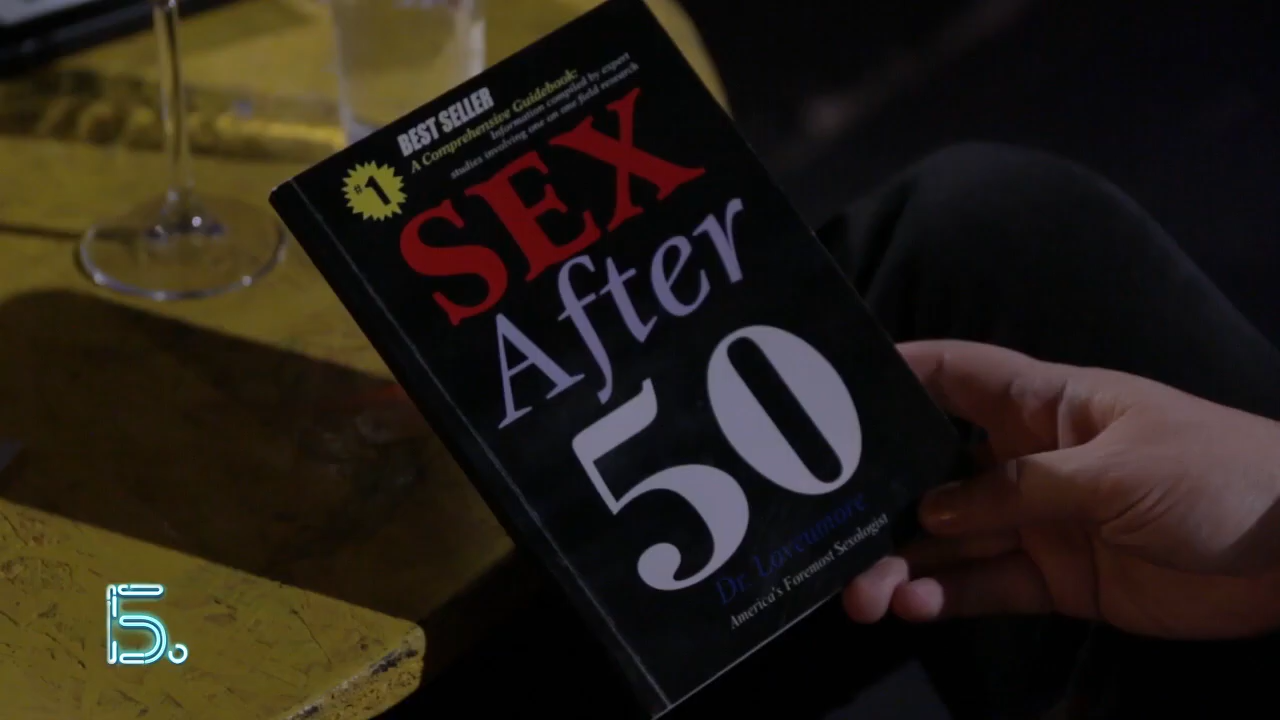 BEST SELLER
A Comprehensive Guidebook:
Information compiled by expert
studies involving one on one field research
#1
SEX
After
50
Dr. Loveumore
America's Foremost Sexologist
5.